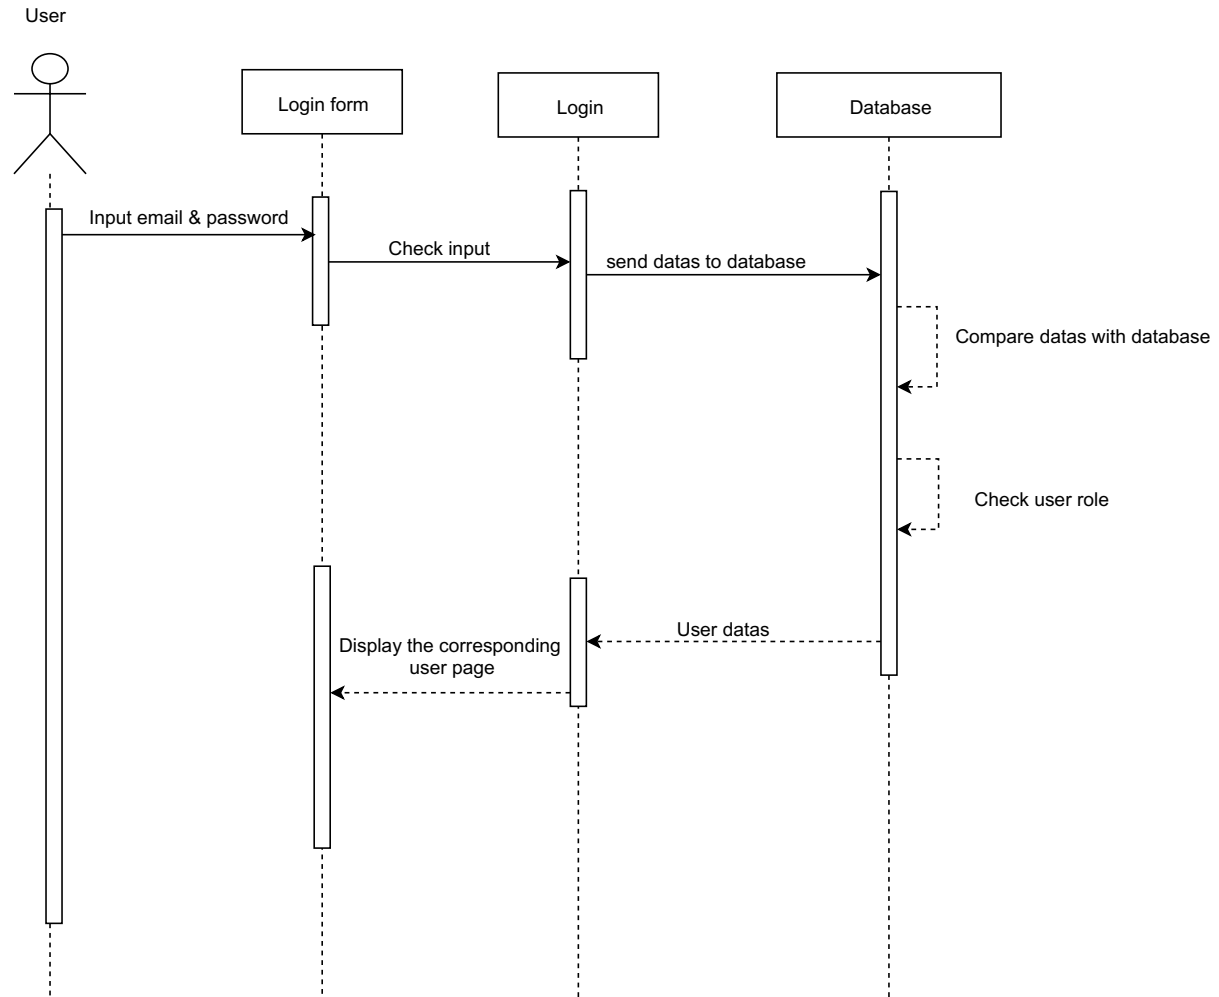 User
Login form
Login
Database
Input email & password
Check input
send datas to database
Compare datas with database
Check user role
User datas
Display the corresponding
user page